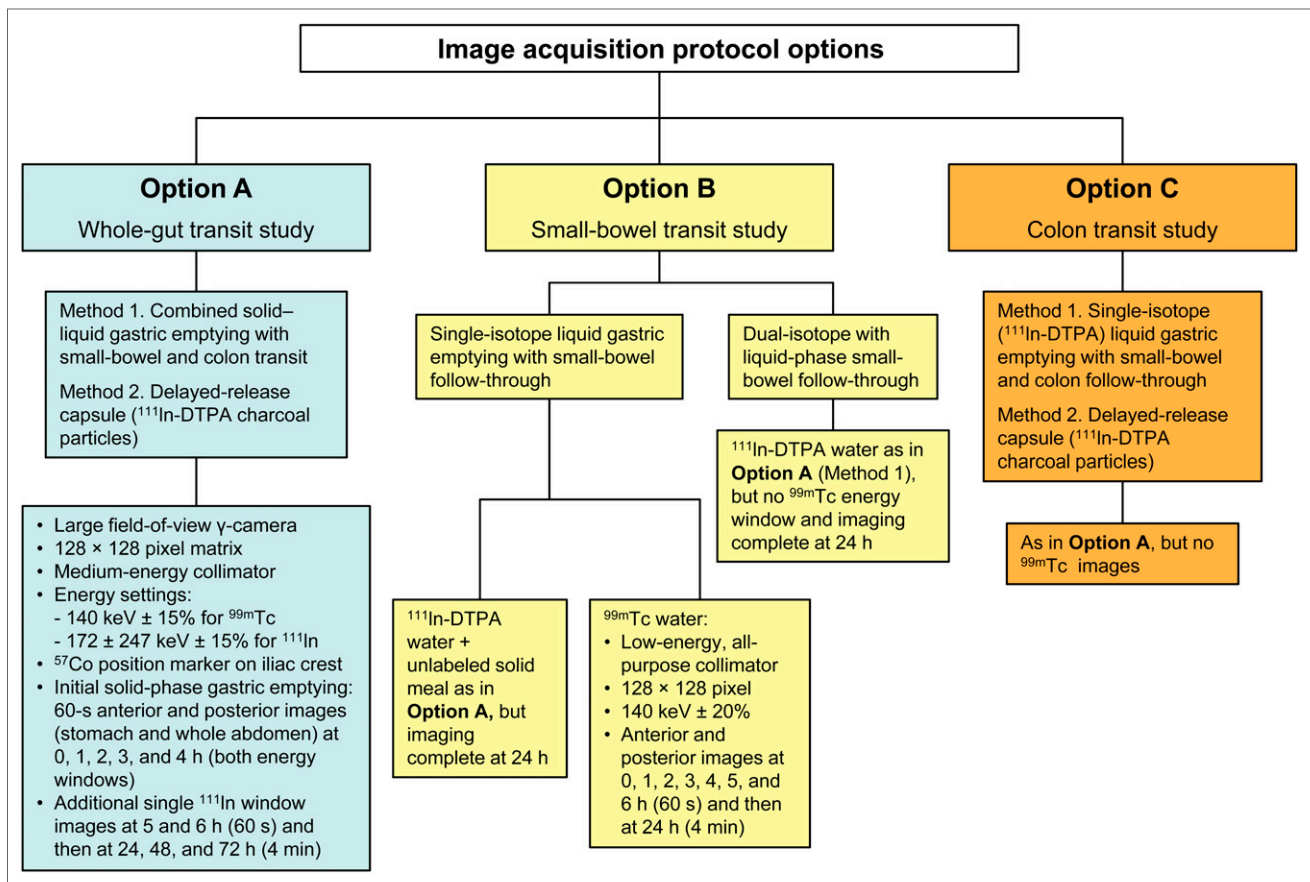 Image acquisition protocol options
Option A
Whole-gut transit study
Method 1. Combined solid–
liquid gastric emptying with
small-bowel and colon transit
Method 2. Delayed-release
capsule (¹¹¹In-DTPA charcoal
particles)
• Large field-of-view γ-camera
• 128 × 128 pixel matrix
• Medium-energy collimator
• Energy settings:
- 140 keV ± 15% for ⁹⁹ᵐTc
- 172 ± 247 keV ± 15% for ¹¹¹In
• ⁵⁷Co position marker on iliac crest
• Initial solid-phase gastric emptying:
60-s anterior and posterior images
(stomach and whole abdomen) at
0, 1, 2, 3, and 4 h (both energy
windows)
• Additional single ¹¹¹In window
images at 5 and 6 h (60 s) and
then at 24, 48, and 72 h (4 min)
Option B
Small-bowel transit study
Single-isotope liquid gastric
emptying with small-bowel
follow-through
¹¹¹In-DTPA
water +
unlabeled solid
meal as in
Option A, but
imaging
complete at 24 h
⁹⁹ᵐTc water:
• Low-energy, all-
purpose collimator
• 128 × 128 pixel
• 140 keV ± 20%
• Anterior and
posterior images at
0, 1, 2, 3, 4, 5, and
6 h (60 s) and then
at 24 h (4 min)
Dual-isotope with
liquid-phase small-
bowel follow-through
¹¹¹In-DTPA water as in
Option A (Method 1),
but no ⁹⁹ᵐTc energy
window and imaging
complete at 24 h
Option C
Colon transit study
Method 1. Single-isotope
(¹¹¹In-DTPA) liquid gastric
emptying with small-bowel
and colon follow-through
Method 2. Delayed-release
capsule (¹¹¹In-DTPA
charcoal particles)
As in Option A, but no
⁹⁹ᵐTc images